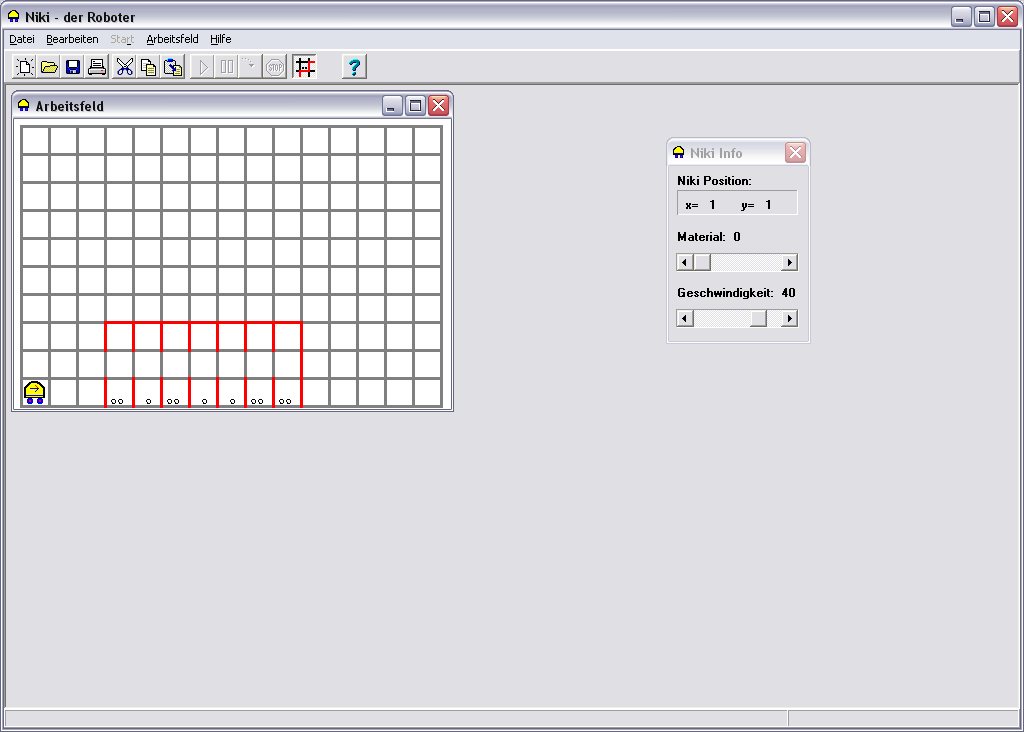 Niki - der Roboter
Datei Bearbeiten Start Arbeitsfeld Hilfe
STOP ?
Arbeitsfeld
Niki Info
Niki Position:
x= 1 y= 1
Material: 0
Geschwindigkeit: 40